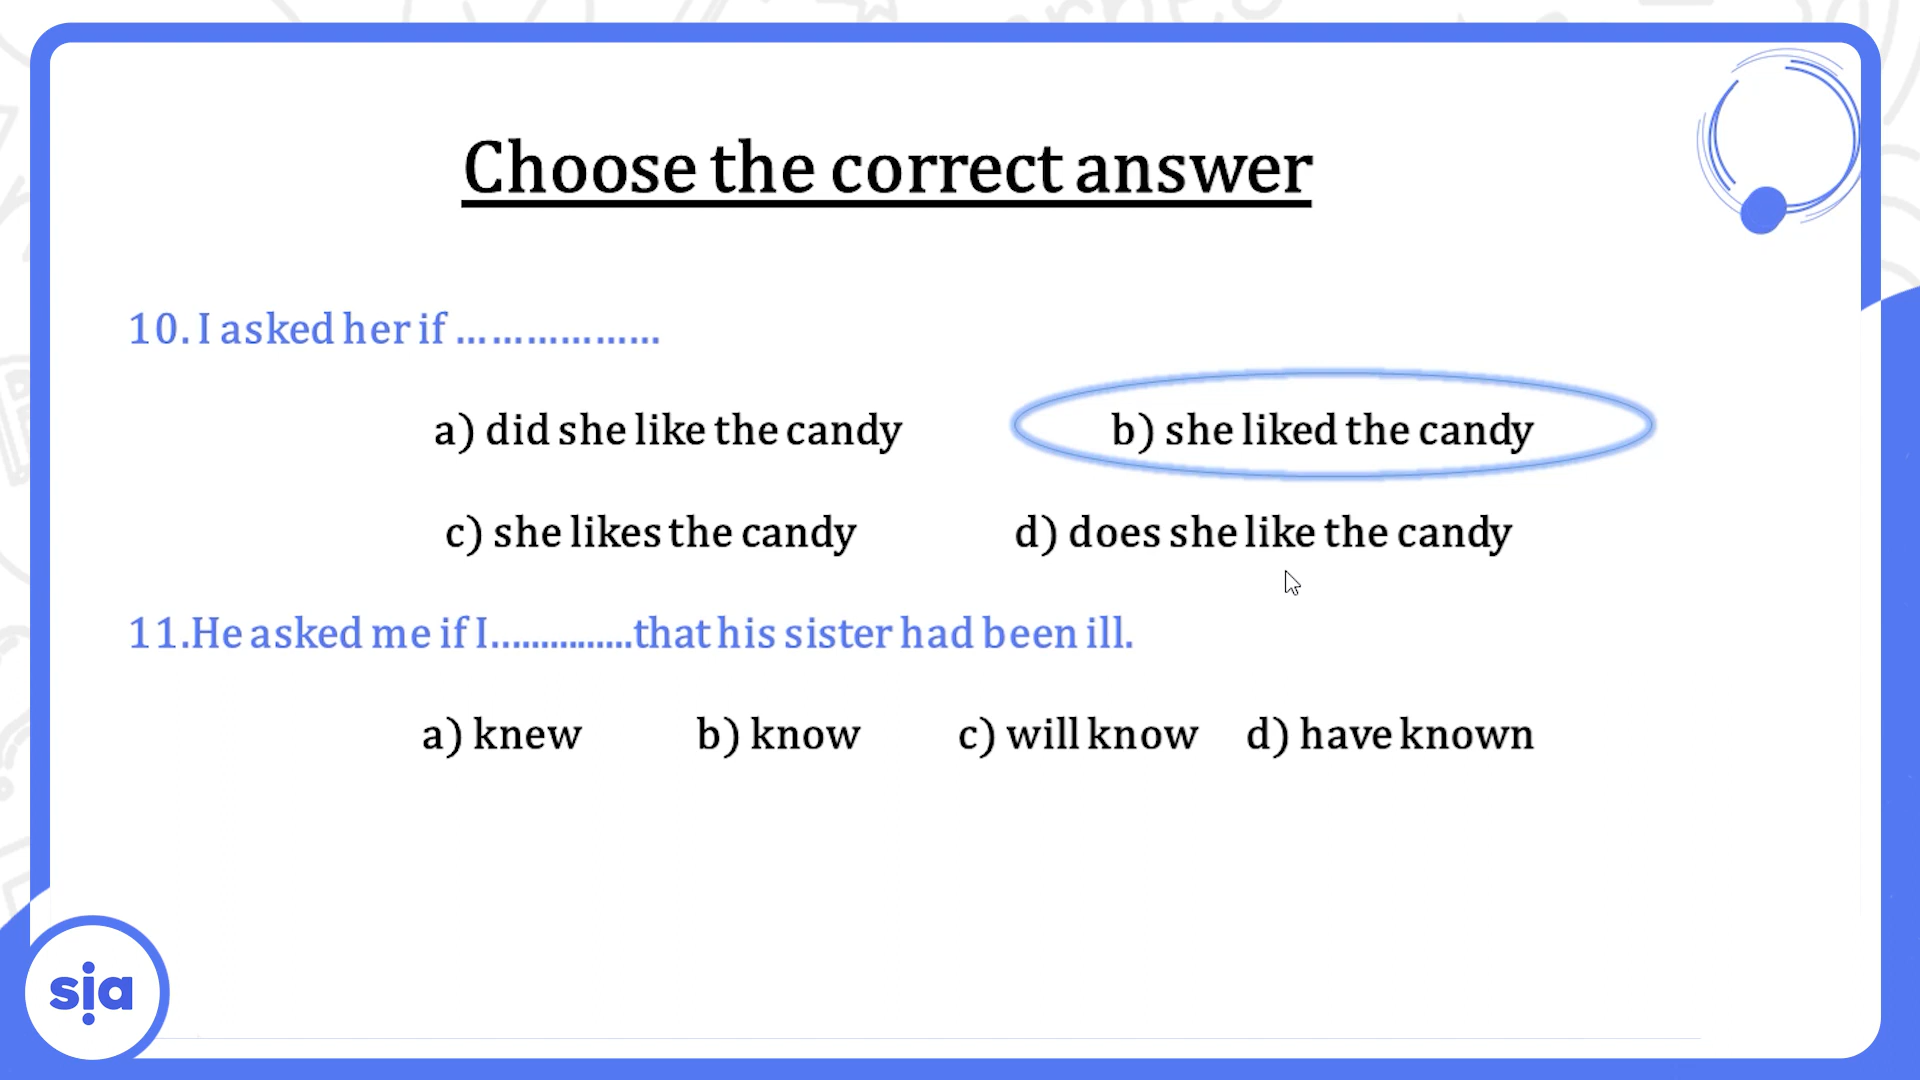 Choose the correct answer
10. I asked her if ... ... ... ... ... ...
a) did she like the candy b) she liked the candy
c) she likes the candy d) does she like the candy
11.He asked me if I...............that his sister had been ill.
a) knew b) know c) will know d) have known
sia